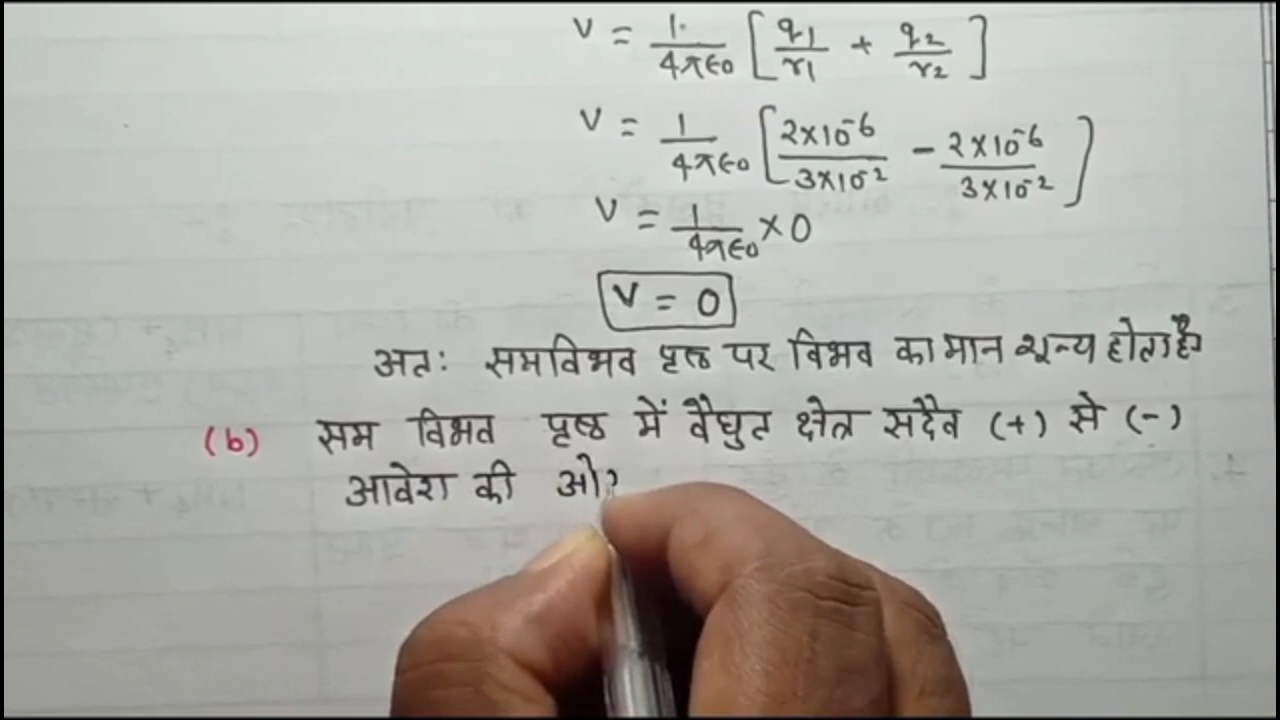 V = 1/4πε0 [q1/r1 + q2/r2]
V = 1/4πε0 [2×10^-6/3×10^-2 - 2×10^-6/3×10^-2]
V = 1/4πε0 × 0
V = 0
अतः समविभव पृष्ठ पर विभव का मान शून्य होता है
(b) सम विभव पृष्ठ में वैधुत क्षेत्र सदैव (+) से (-)
आवेश की ओर